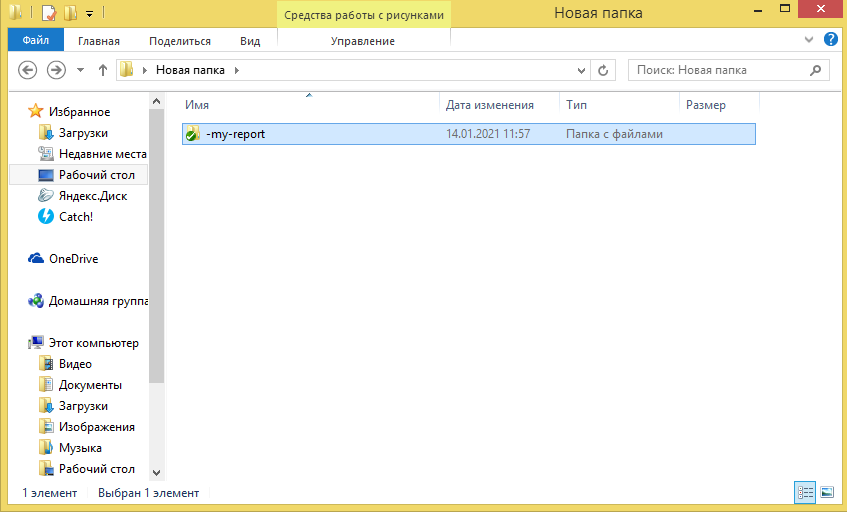 Средства работы с рисунками
Новая папка
Файл
Главная
Поделиться
Вид
Управление
Новая папка
Поиск: Новая папка
Имя
Дата изменения
Тип
Размер
-my-report
14.01.2021 11:57
Папка с файлами
Избранное
Загрузки
Недавние места
Рабочий стол
Яндекс.Диск
Catch!
OneDrive
Домашняя группа
Этот компьютер
Видео
Документы
Загрузки
Изображения
Музыка
Рабочий стол
1 элемент
Выбран 1 элемент